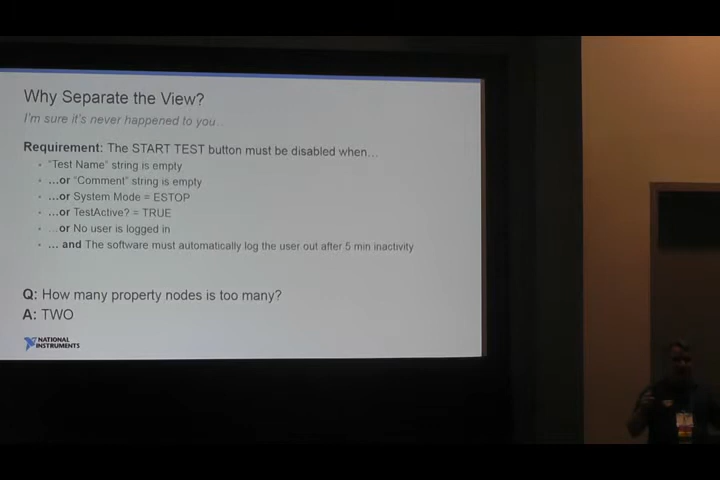 Why Separate the View?
I'm sure it's never happened to you...
Requirement: The START TEST button must be disabled when…
• "Test Name" string is empty
• …or "Comment" string is empty
• …or System Mode = ESTOP
• …or TestActive? = TRUE
• …or No user is logged in
• … and The software must automatically log the user out after 5 min inactivity
Q: How many property nodes is too many?
A: TWO
NATIONAL
INSTRUMENTS